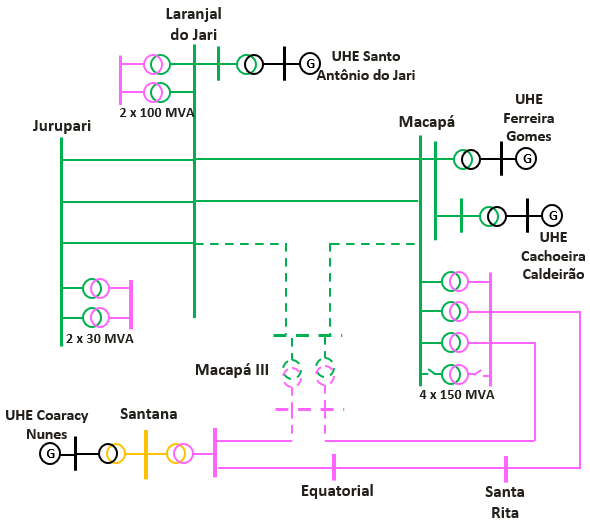 Laranjal
do Jari
G
UHE Santo
Antônio do Jari
2 x 100 MVA
Jurupari
Macapá
UHE
Ferreira
Gomes
G
G
UHE
Cachoeira
Caldeirão
2 x 30 MVA
Macapá III
4 x 150 MVA
UHE Coaracy
Nunes
Santana
G
Equatorial
Santa
Rita